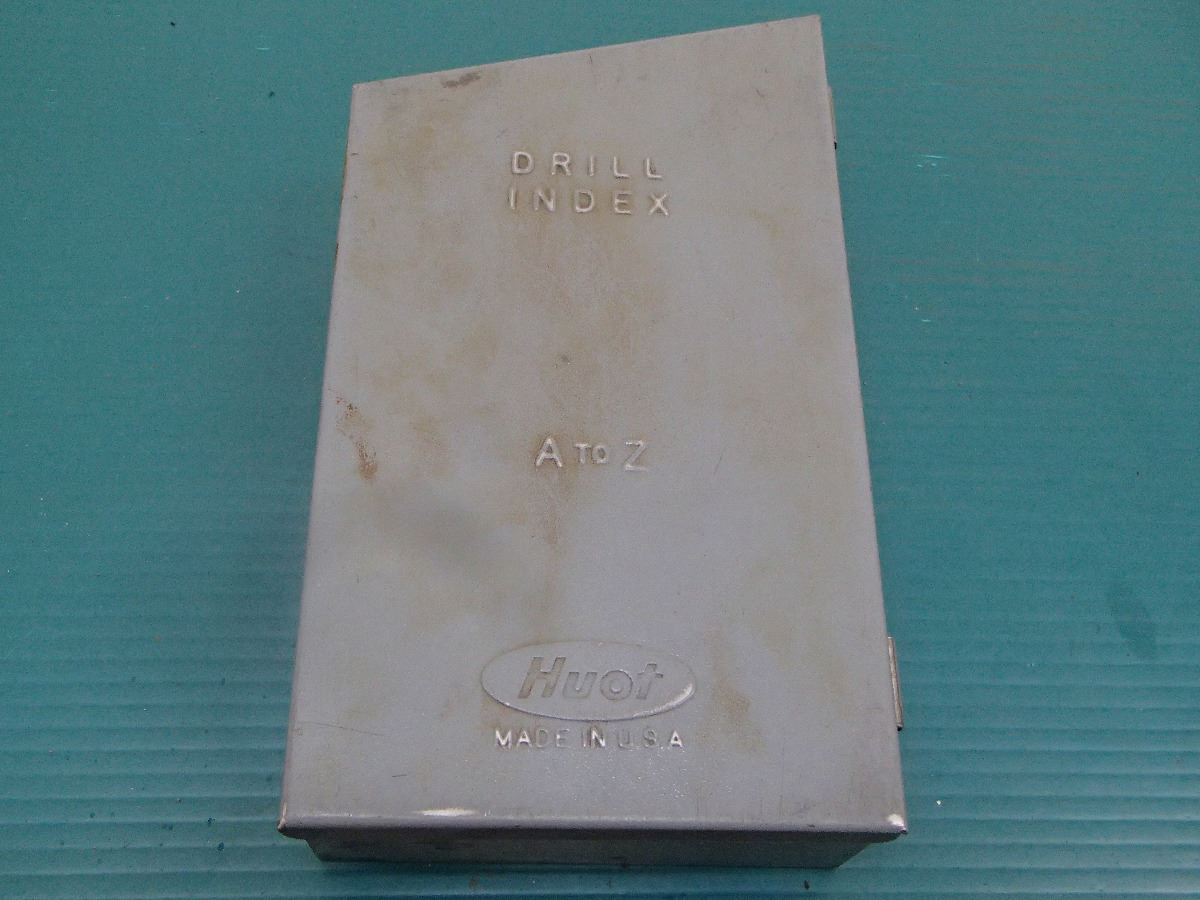 DRILL
INDEX
A TO Z
Huot
MADE IN U.S.A